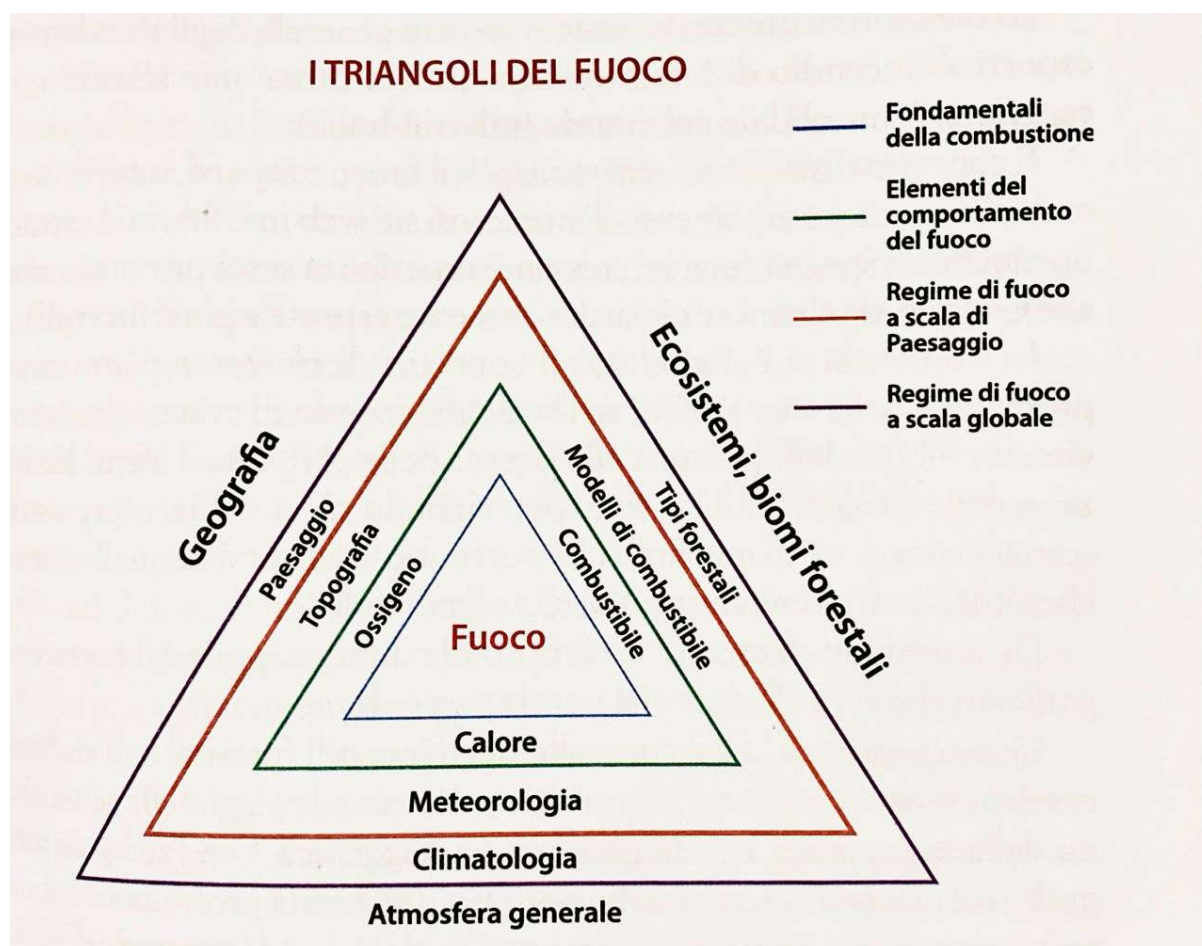 I TRIANGOLI DEL FUOCO
Fondamentali
della combustione
Elementi del
comportamento
del fuoco
Regime di fuoco
a scala di
Paesaggio
Regime di fuoco
a scala globale
Geografia
Paesaggio
Topografia
Ossigeno
Fuoco
Combustibile
Modelli di combustibile
Tipi forestali
Ecosistemi, biomi forestali
Calore
Meteorologia
Climatologia
Atmosfera generale